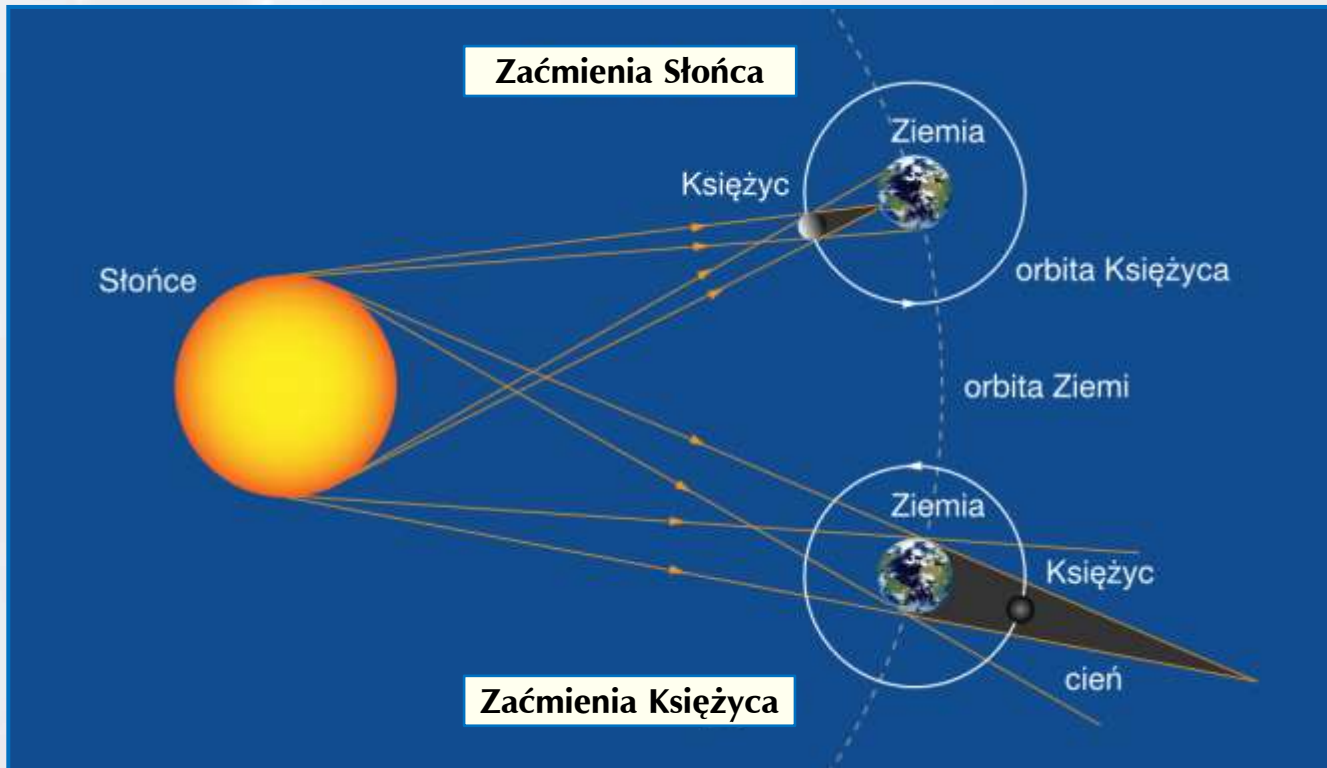 Zaćmienia Słońca
Ziemia
Księżyc
Słońce
orbita Księżyca
orbita Ziemi
Ziemia
Księżyc
cień
Zaćmienia Księżyca